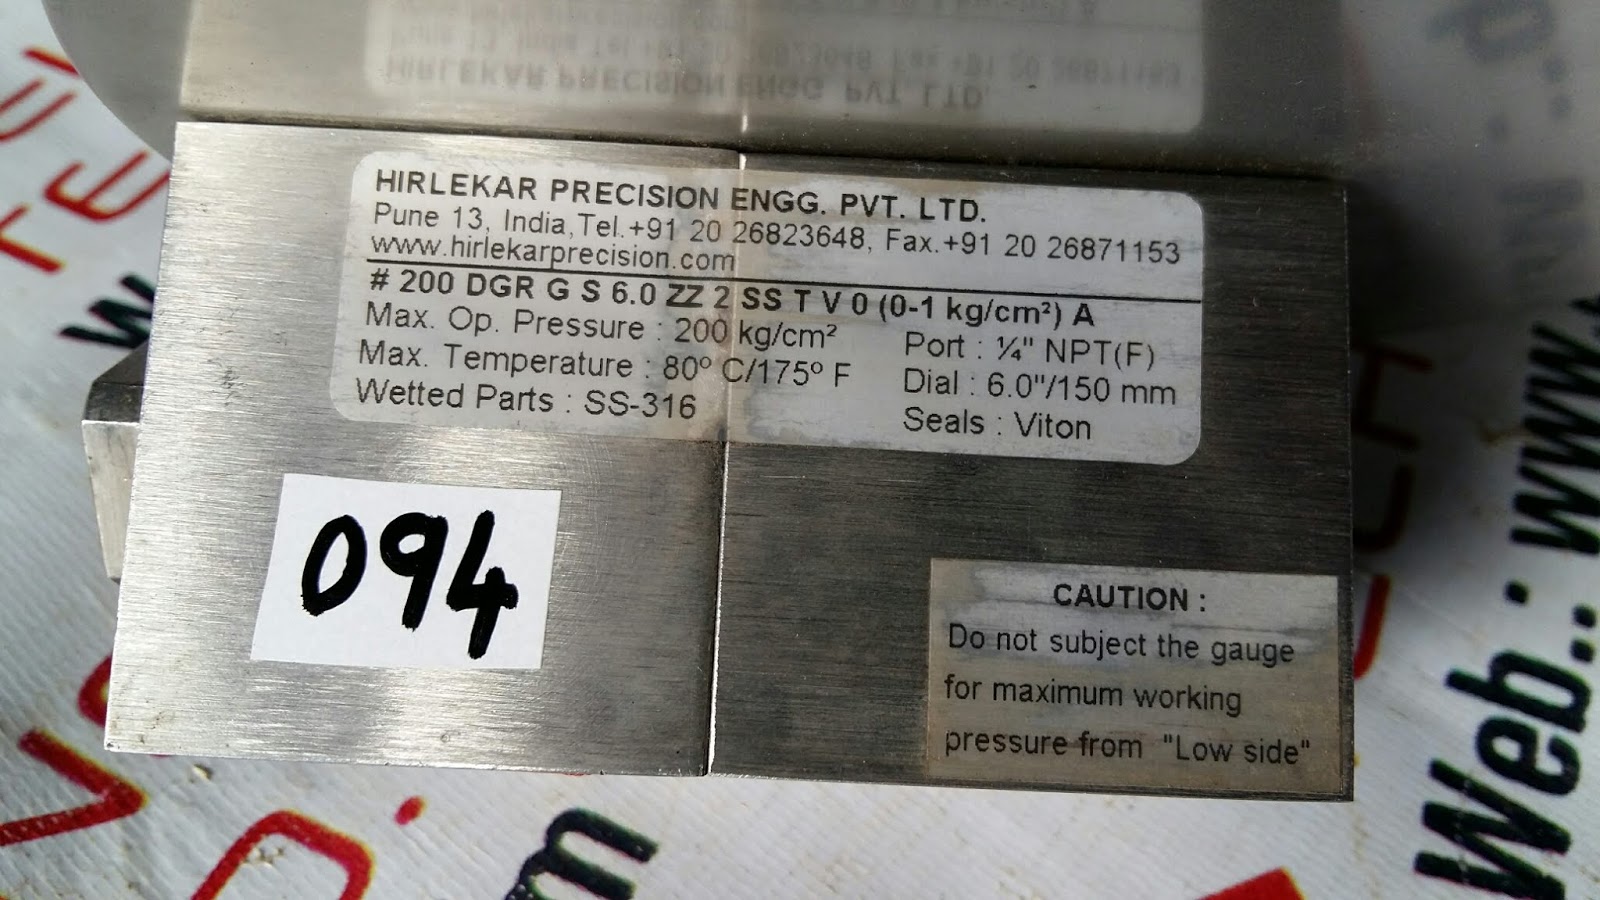 HIRLEKAR PRECISION ENGG. PVT. LTD.
Pune 13, India,Tel.+91 20 26823648, Fax.+91 20 26871153
www.hirlekarprecision.com
# 200 DGR G S 6.0 ZZ 2 SS T V 0 (0-1 kg/cm²) A
Max. Op. Pressure : 200 kg/cm²
Port : ¼" NPT(F)
Max. Temperature : 80º C/175º F
Dial : 6.0"/150 mm
Wetted Parts : SS-316
Seals : Viton
094
CAUTION :
Do not subject the gauge
for maximum working
pressure from "Low side"
Web.: www.